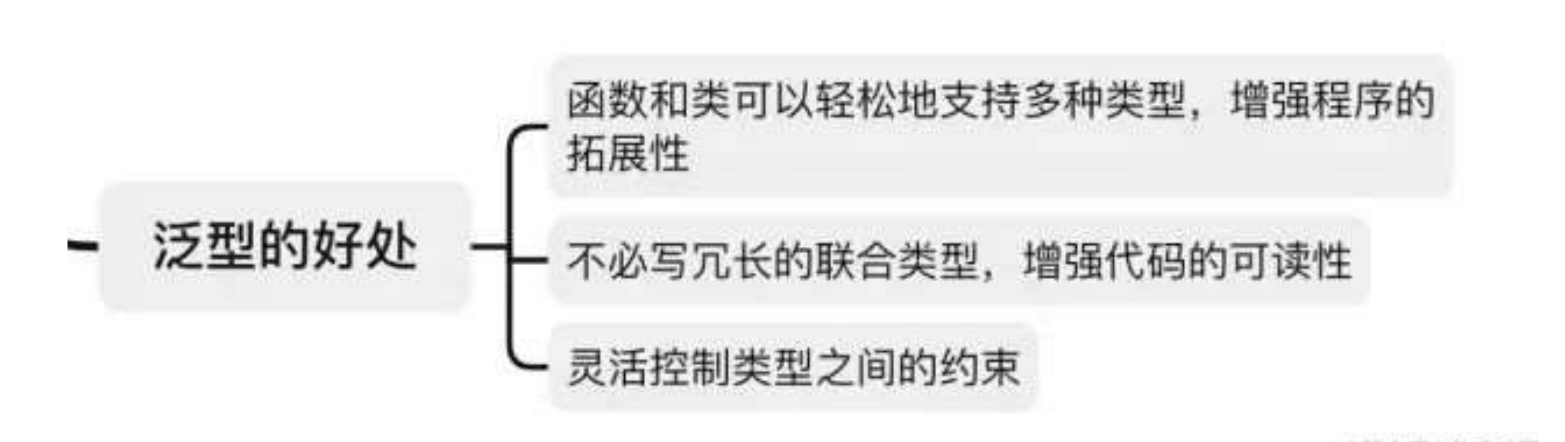 泛型的好处
函数和类可以轻松地支持多种类型，增强程序的
拓展性
不必写冗长的联合类型，增强代码的可读性
灵活控制类型之间的约束